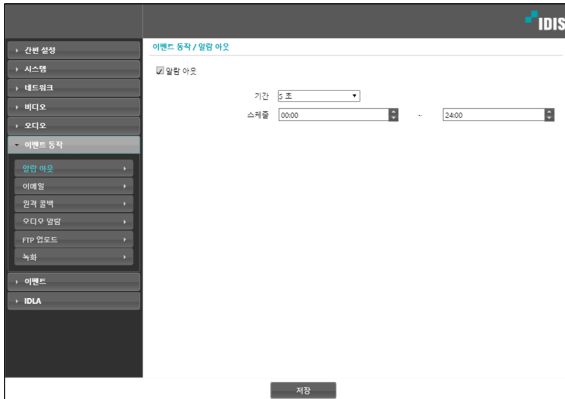 IDIS
간편 설정
시스템
네트워크
비디오
오디오
이벤트 동작
알람 아웃
이메일
원격 콜백
오디오 알람
FTP 업로드
녹화
이벤트
IDLA
이벤트 동작 / 알람 아웃
알람 아웃
기간 5 초
스케줄 00:00 ~ 24:00
저장